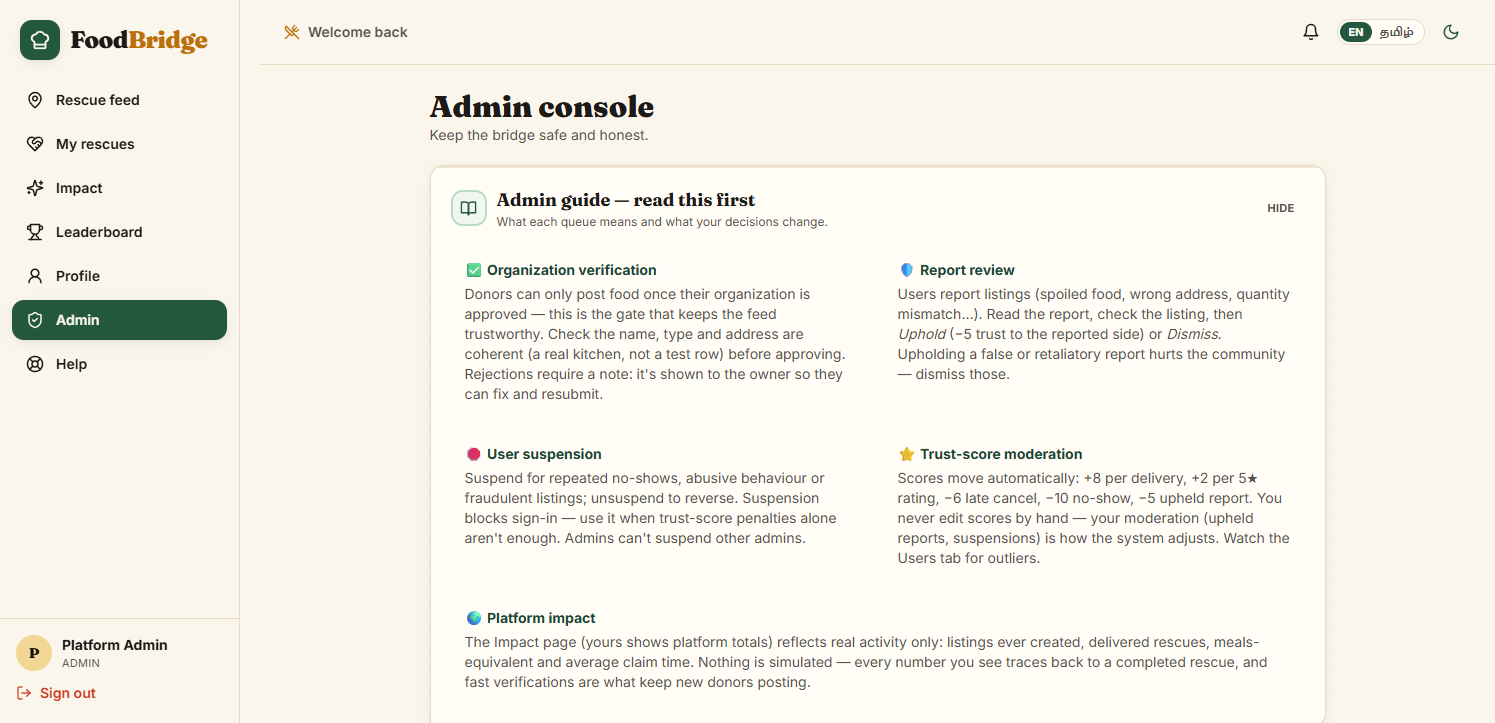 FoodBridge
Rescue feed
My rescues
Impact
Leaderboard
Profile
Admin
Help
P
Platform Admin
ADMIN
Sign out
Welcome back
EN
தமிழ்
Admin console
Keep the bridge safe and honest.
Admin guide — read this first
What each queue means and what your decisions change.
HIDE
✅ Organization verification
Donors can only post food once their organization is
approved — this is the gate that keeps the feed
trustworthy. Check the name, type and address are
coherent (a real kitchen, not a test row) before approving.
Rejections require a note: it's shown to the owner so they
can fix and resubmit.
🛡️ Report review
Users report listings (spoiled food, wrong address, quantity
mismatch...). Read the report, check the listing, then
Uphold (−5 trust to the reported side) or Dismiss.
Upholding a false or retaliatory report hurts the community
— dismiss those.
🛑 User suspension
Suspend for repeated no-shows, abusive behaviour or
fraudulent listings; unsuspend to reverse. Suspension
blocks sign-in — use it when trust-score penalties alone
aren't enough. Admins can't suspend other admins.
⭐ Trust-score moderation
Scores move automatically: +8 per delivery, +2 per 5★
rating, −6 late cancel, −10 no-show, −5 upheld report. You
never edit scores by hand — your moderation (upheld
reports, suspensions) is how the system adjusts. Watch the
Users tab for outliers.
🌍 Platform impact
The Impact page (yours shows platform totals) reflects real activity only: listings ever created, delivered rescues, meals-
equivalent and average claim time. Nothing is simulated — every number you see traces back to a completed rescue, and
fast verifications are what keep new donors posting.